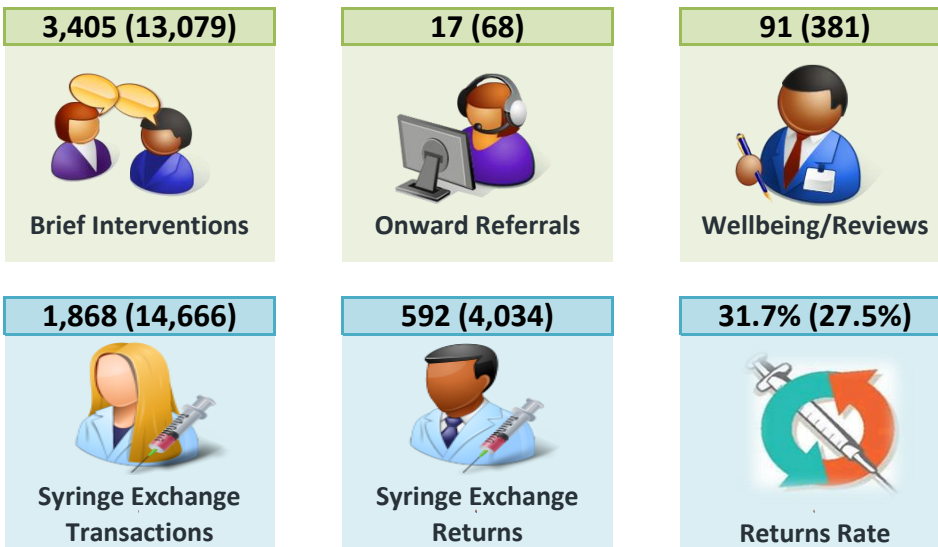 3,405 (13,079)
17 (68)
91 (381)
Brief Interventions
Onward Referrals
Wellbeing/Reviews
1,868 (14,666)
592 (4,034)
31.7% (27.5%)
Syringe Exchange
Transactions
Syringe Exchange
Returns
Returns Rate